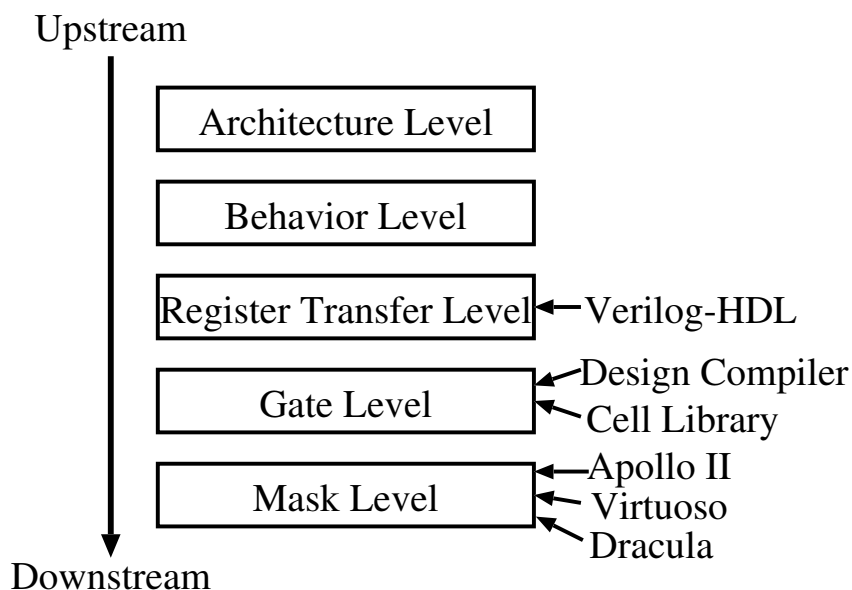 Upstream
Architecture Level
Behavior Level
Register Transfer Level
Verilog-HDL
Design Compiler
Gate Level
Cell Library
Apollo II
Mask Level
Virtuoso
Dracula
Downstream